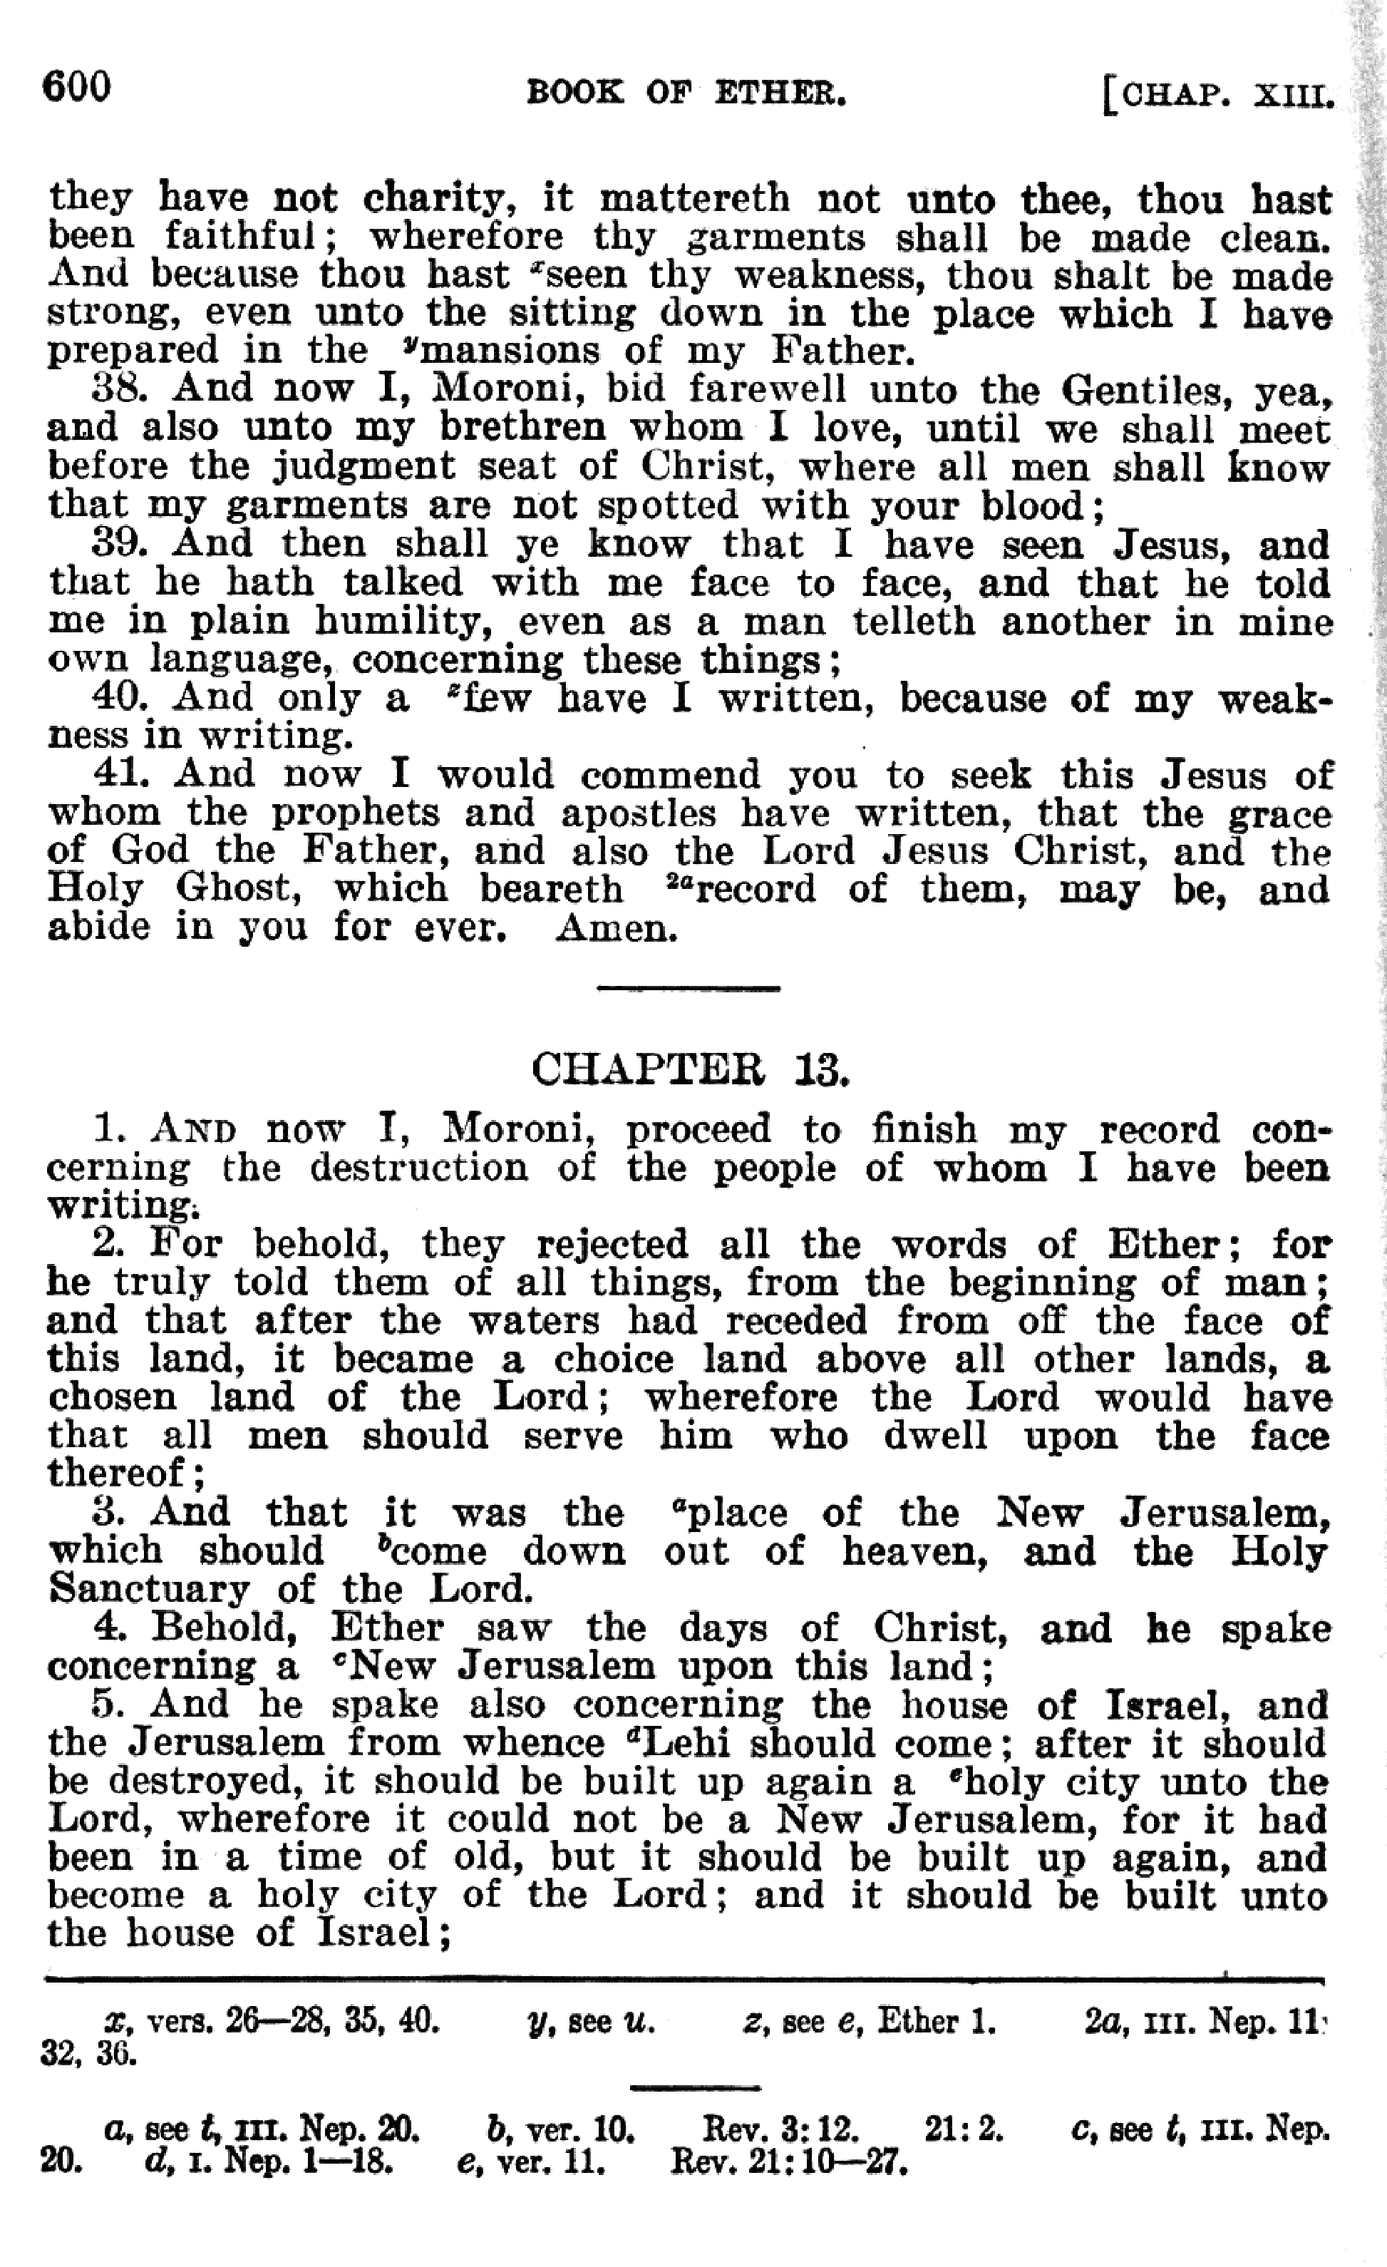 600 BOOK OF ETHER. [CHAP. XIII.
they have not charity, it mattereth not unto thee, thou hast
been faithful; wherefore thy garments shall be made clean.
And because thou hast ˣseen thy weakness, thou shalt be made
strong, even unto the sitting down in the place which I have
prepared in the ʸmansions of my Father.
38. And now I, Moroni, bid farewell unto the Gentiles, yea,
and also unto my brethren whom I love, until we shall meet
before the judgment seat of Christ, where all men shall know
that my garments are not spotted with your blood;
39. And then shall ye know that I have seen Jesus, and
that he hath talked with me face to face, and that he told
me in plain humility, even as a man telleth another in mine
own language, concerning these things;
40. And only a ᶻfew have I written, because of my weak-
ness in writing.
41. And now I would commend you to seek this Jesus of
whom the prophets and apostles have written, that the grace
of God the Father, and also the Lord Jesus Christ, and the
Holy Ghost, which beareth ²ᵃrecord of them, may be, and
abide in you for ever. Amen.
CHAPTER 13.
1. AND now I, Moroni, proceed to finish my record con-
cerning the destruction of the people of whom I have been
writing.
2. For behold, they rejected all the words of Ether; for
he truly told them of all things, from the beginning of man;
and that after the waters had receded from off the face of
this land, it became a choice land above all other lands, a
chosen land of the Lord; wherefore the Lord would have
that all men should serve him who dwell upon the face
thereof;
3. And that it was the ᵃplace of the New Jerusalem,
which should ᵇcome down out of heaven, and the Holy
Sanctuary of the Lord.
4. Behold, Ether saw the days of Christ, and he spake
concerning a ᶜNew Jerusalem upon this land;
5. And he spake also concerning the house of Israel, and
the Jerusalem from whence ᵈLehi should come; after it should
be destroyed, it should be built up again a ᵉholy city unto the
Lord, wherefore it could not be a New Jerusalem, for it had
been in a time of old, but it should be built up again, and
become a holy city of the Lord; and it should be built unto
the house of Israel;
x, vers. 26—28, 35, 40. y, see u. z, see e, Ether 1. 2a, III. Nep. 11:
32, 36.
a, see t, III. Nep. 20. b, ver. 10. Rev. 3:12. 21:2. c, see t, III. Nep.
20. d, I. Nep. 1—18. e, ver. 11. Rev. 21:10—27.